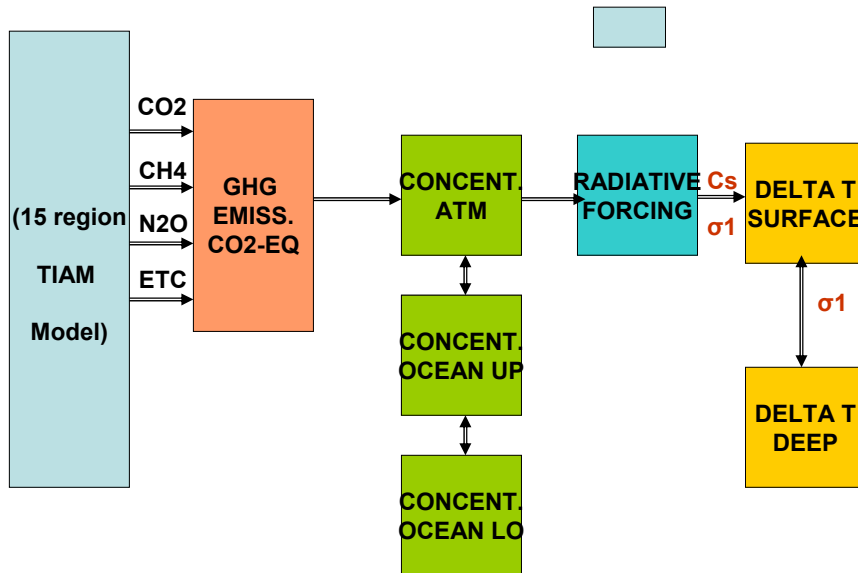 (15 region
TIAM
Model)
CO2
CH4
N2O
ETC
GHG
EMISS.
CO2-EQ
CONCENT.
ATM
CONCENT.
OCEAN UP
CONCENT.
OCEAN LO
RADIATIVE
FORCING
Cs
σ1
DELTA T
SURFACE
σ1
DELTA T
DEEP